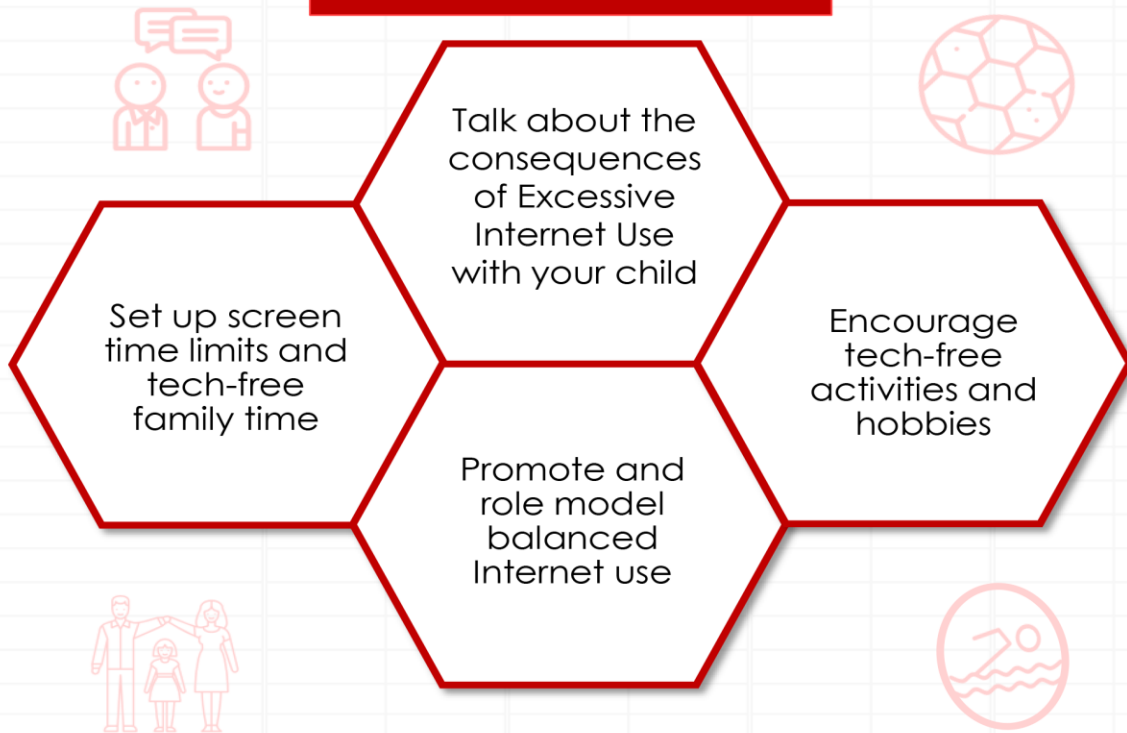 Talk about the
consequences
of Excessive
Internet Use
with your child
Set up screen
time limits and
tech-free
family time
Encourage
tech-free
activities and
hobbies
Promote and
role model
balanced
Internet use